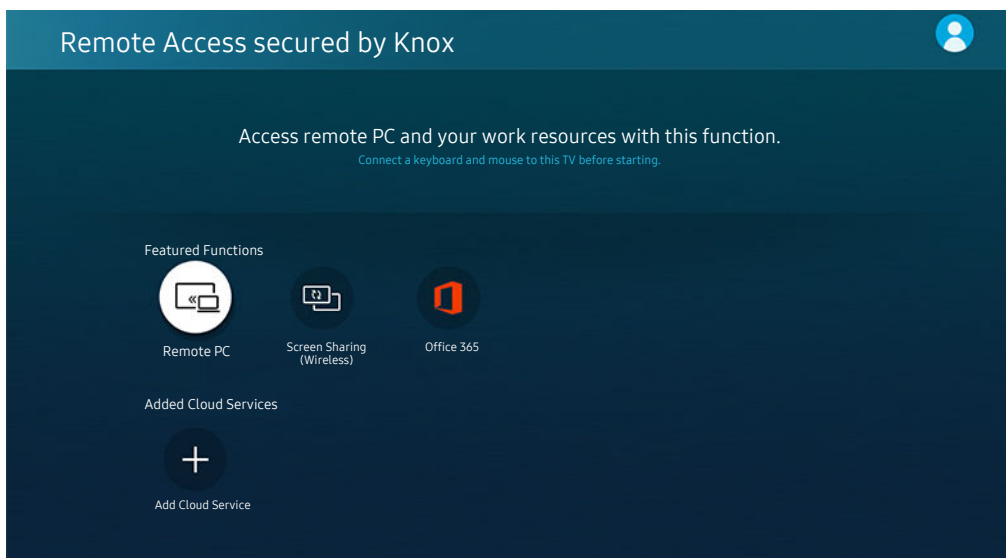 Remote Access secured by Knox
Access remote PC and your work resources with this function.
Connect a keyboard and mouse to this TV before starting.
Featured Functions
Remote PC
Screen Sharing
(Wireless)
Office 365
Added Cloud Services
Add Cloud Service